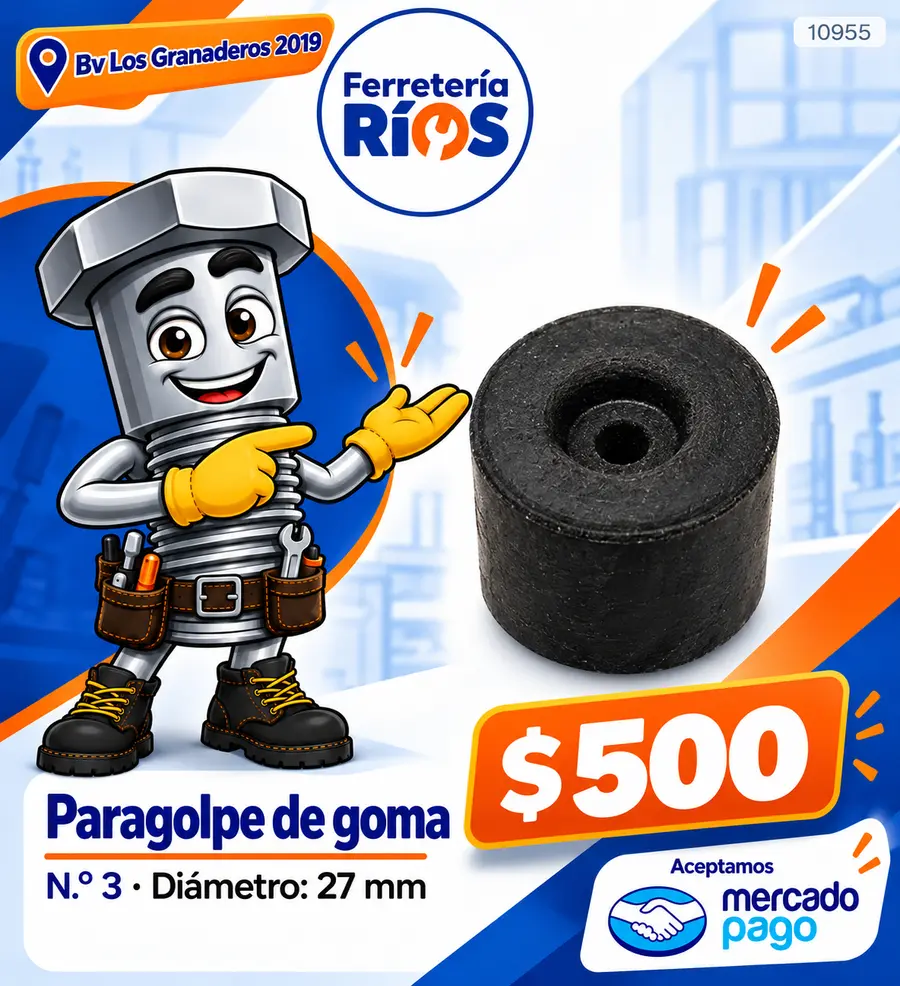 Bv Los Granaderos 2019
Ferretería
RÍOS
10955
$500
Paragolpe de goma
N.º 3 · Diámetro: 27 mm
Aceptamos
mercado
pago